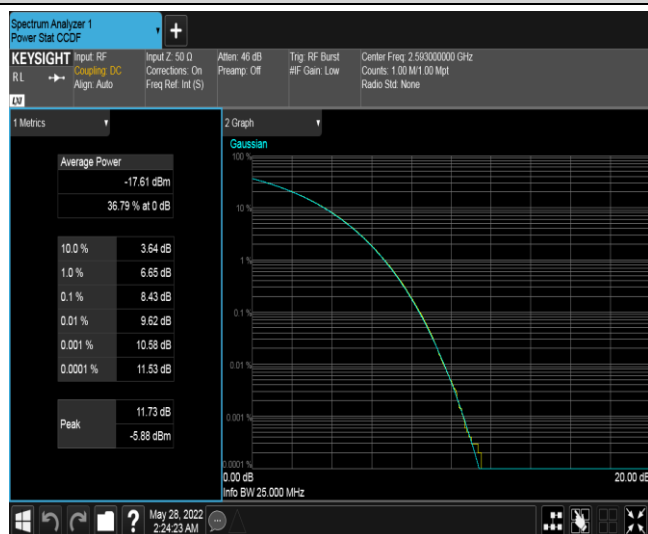 Spectrum Analyzer 1
Power Stat CCDF
+
KEYSIGHT
Input: RF
Input Z: 50 Ω
Atten: 46 dB
Trig: RF Burst
Center Freq: 2.593000000 GHz
RL
Coupling: DC
Corrections: On
Preamp: Off
#IF Gain: Low
Counts: 1.00 M/1.00 Mpt
Align: Auto
Freq Ref: Int (S)
Radio Std: None
LXI
1 Metrics
2 Graph
Gaussian
Average Power
-17.61 dBm
36.79 % at 0 dB
10.0 % 3.64 dB
1.0 % 6.65 dB
0.1 % 8.43 dB
0.01 % 9.62 dB
0.001 % 10.58 dB
0.0001 % 11.53 dB
Peak
11.73 dB
-5.88 dBm
100 %
10 %
1 %
0.1 %
0.01 %
0.001 %
0.0001 %
0.00 dB
20.00 dB
Info BW 25.000 MHz
?
May 28, 2022
2:24:23 AM